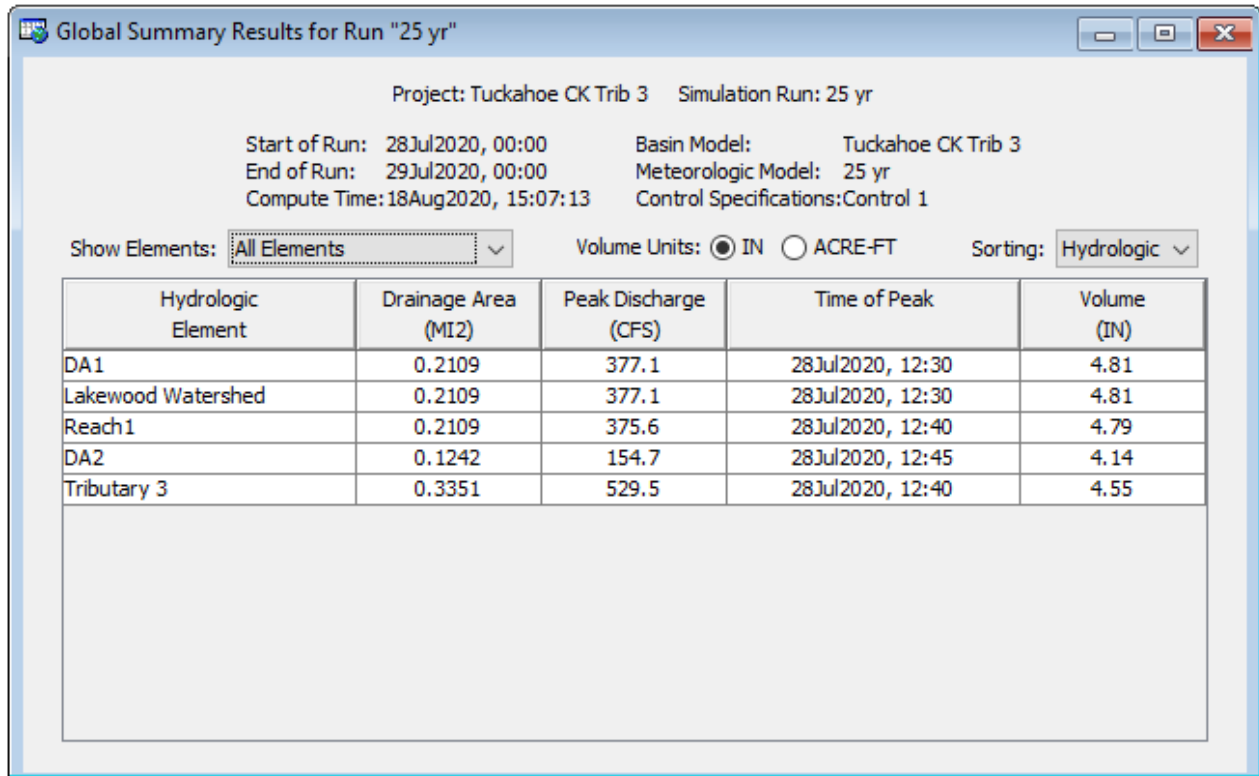 Global Summary Results for Run "25 yr"
Project: Tuckahoe CK Trib 3 Simulation Run: 25 yr
Start of Run: 28Jul2020, 00:00 Basin Model: Tuckahoe CK Trib 3
End of Run: 29Jul2020, 00:00 Meteorologic Model: 25 yr
Compute Time:18Aug2020, 15:07:13 Control Specifications:Control 1
Show Elements: All Elements Volume Units: IN ACRE-FT Sorting: Hydrologic
Hydrologic Drainage Area Peak Discharge Time of Peak Volume
Element (MI2) (CFS) (IN)
DA1 0.2109 377.1 28Jul2020, 12:30 4.81
Lakewood Watershed 0.2109 377.1 28Jul2020, 12:30 4.81
Reach1 0.2109 375.6 28Jul2020, 12:40 4.79
DA2 0.1242 154.7 28Jul2020, 12:45 4.14
Tributary 3 0.3351 529.5 28Jul2020, 12:40 4.55